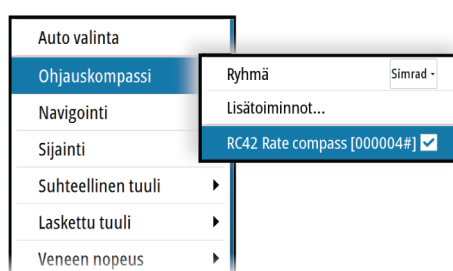 Auto valinta
Ohjauskompassi
Navigointi
Sijainti
Suhteellinen tuuli
Laskettu tuuli
Veneen nopeus
Ryhmä Simrad
Lisätoiminnot...
RC42 Rate compass [000004#]